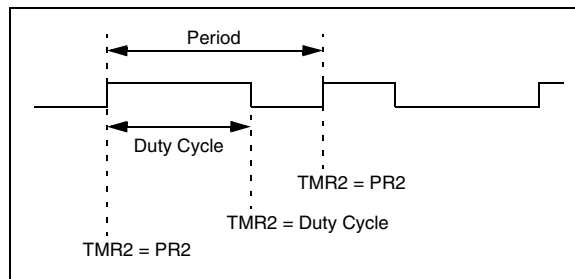 Period
Duty Cycle
TMR2 = PR2
TMR2 = Duty Cycle
TMR2 = PR2